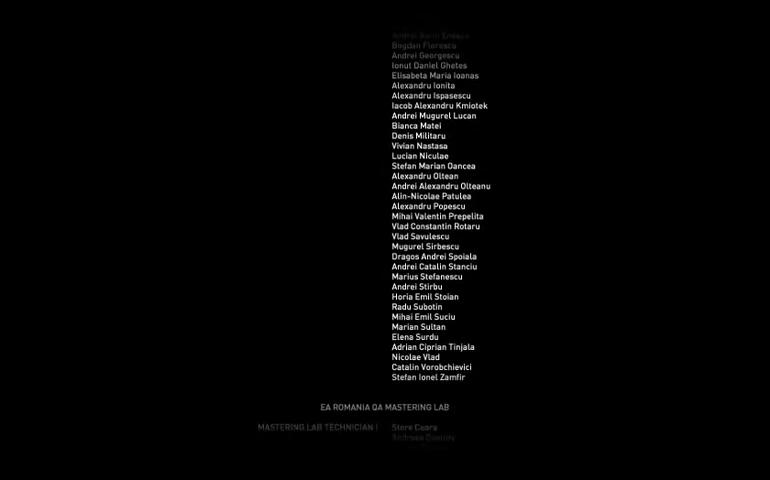 Bogdan Florescu
Andrei Georgescu
Ionut Daniel Ghetes
Elisabeta Maria Ioanas
Alexandru Ionita
Alexandru Ispasescu
Iacob Alexandru Kmiotek
Andrei Mugurel Lucan
Bianca Matei
Denis Militaru
Vivian Nastasa
Lucian Niculae
Stefan Marian Oancea
Alexandru Oltean
Andrei Alexandru Olteanu
Alin-Nicolae Patulea
Alexandru Popescu
Mihai Valentin Prepelita
Vlad Constantin Rotaru
Vlad Savulescu
Mugurel Sirbescu
Dragos Andrei Spoiala
Andrei Catalin Stanciu
Marius Stefanescu
Andrei Stirbu
Horia Emil Stoian
Radu Subotin
Mihai Emil Suciu
Marian Sultan
Elena Surdu
Adrian Ciprian Tinjala
Nicolae Vlad
Catalin Vorobchievici
Stefan Ionel Zamfir
EA ROMANIA QA MASTERING LAB
MASTERING LAB TECHNICIAN I